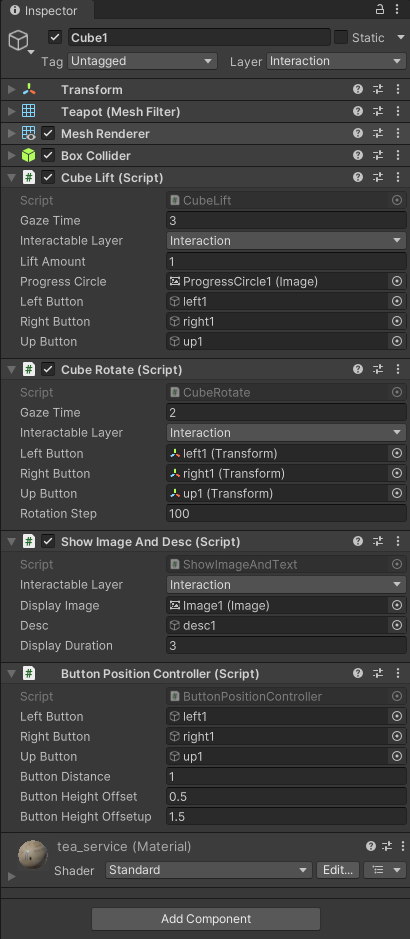 Inspector
Cube1 Static
Tag Untagged Layer Interaction
Transform
Teapot (Mesh Filter)
Mesh Renderer
Box Collider
# Cube Lift (Script)
Script # CubeLift
Gaze Time 3
Interactable Layer Interaction
Lift Amount 1
Progress Circle ProgressCircle1 (Image)
Left Button left1
Right Button right1
Up Button up1
# Cube Rotate (Script)
Script # CubeRotate
Gaze Time 2
Interactable Layer Interaction
Left Button left1 (Transform)
Right Button right1 (Transform)
Up Button up1 (Transform)
Rotation Step 100
# Show Image And Desc (Script)
Script # ShowImageAndText
Interactable Layer Interaction
Display Image Image1 (Image)
Desc desc1
Display Duration 3
# Button Position Controller (Script)
Script # ButtonPositionController
Left Button left1
Right Button right1
Up Button up1
Button Distance 1
Button Height Offset 0.5
Button Height Offsetup 1.5
tea_service (Material)
Shader Standard Edit...
Add Component